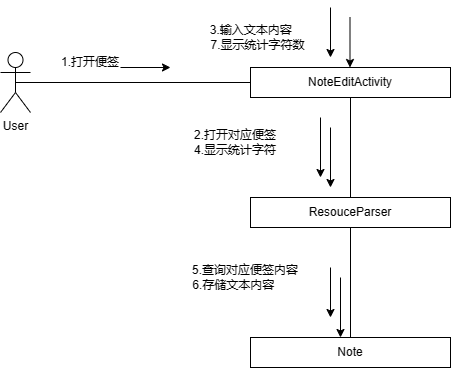 3.输入文本内容
7.显示统计字符数
1.打开便签
NoteEditActivity
User
2.打开对应便签
4.显示统计字符
ResouceParser
5.查询对应便签内容
6.存储文本内容
Note